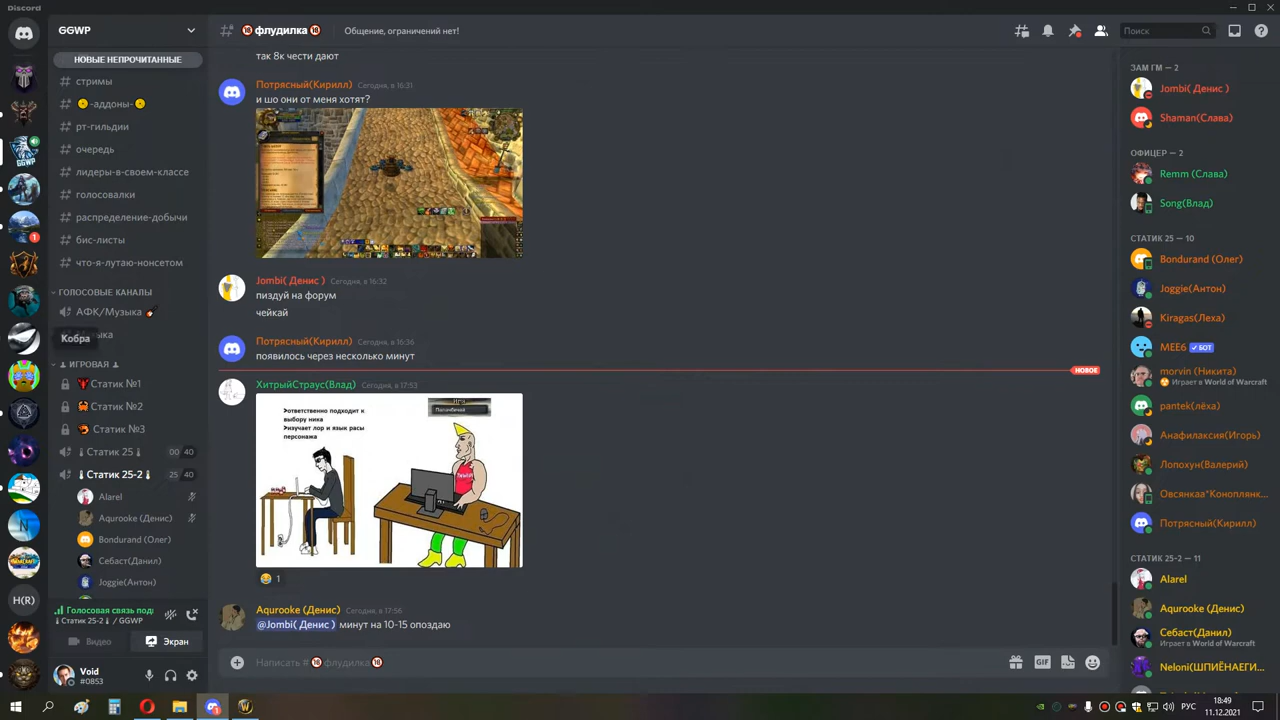 Discord
GGWP
# 🔞флудилка🔞
Общение, ограничений нет!
Поиск
НОВЫЕ НЕПРОЧИТАННЫЕ
стримы
-аддоны-
рт-гильдии
очередь
лидеры-в-своем-классе
голосовалки
распределение-добычи
бис-листы
что-я-лутаю-нонсетом
ГОЛОСОВЫЕ КАНАЛЫ
АФК/Музыка
Кобра
ИГРОВАЯ
Статик №1
Статик №2
Статик №3
Статик 25
00 40
Статик 25-2
25 40
Alarel
Aqurooke (Денис)
Bondurand (Олег)
Себаст(Данил)
Joggie(Антон)
1
H(R)
Голосовая связь подк
Статик 25-2 / GGWP
Видео
Экран
Void
#0853
так 8к чести дают
Потрясный(Кирилл) Сегодня, в 16:31
и шо они от меня хотят?
Jombi( Денис ) Сегодня, в 16:32
пиздуй на форум
чейкай
Потрясный(Кирилл) Сегодня, в 16:36
появилось через несколько минут
НОВОЕ
ХитрыйСтраус(Влад) Сегодня, в 17:53
>ответственно подходит к
выбору ника
>изучает лор и язык расы
персонажа
1
Aqurooke (Денис) Сегодня, в 17:56
@Jombi( Денис ) минут на 10-15 опоздаю
Написать #🔞флудилка🔞
GIF
ЗАМ ГМ — 2
Jombi( Денис )
Shaman(Слава)
ОФИЦЕР — 2
Remm (Слава)
Song(Влад)
СТАТИК 25 — 10
Bondurand (Олег)
Joggie(Антон)
Kiragas(Леха)
MEE6 ✓ БОТ
morvin (Никита)
Играет в World of Warcraft
pantek(лёха)
Анафилаксия(Игорь)
Лопохун(Валерий)
Овсянкаа*Коноплянк...
Потрясный(Кирилл)
СТАТИК 25-2 — 11
Alarel
Aqurooke (Денис)
Себаст(Данил)
Играет в World of Warcraft
Neloni(ШПИЁНАЕГИ...
РУС
18:49
11.12.2021